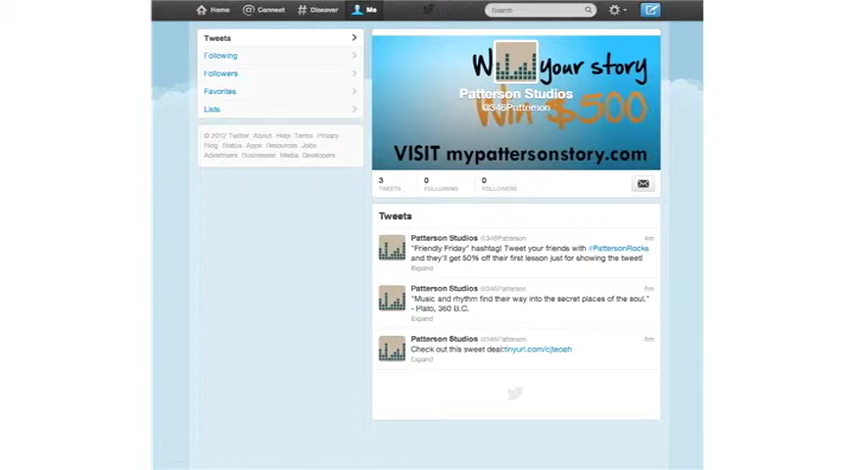 Home Connect Discover Me Search
Tweets
Following
Followers
Favorites
Lists
© 2012 Twitter About Help Terms Privacy
Blog Status Apps Resources Jobs
Advertisers Businesses Media Developers
your story
Patterson Studios
@346Patterson
Win $500
VISIT mypattersonstory.com
3 0 0
TWEETS FOLLOWING FOLLOWERS
Tweets
Patterson Studios @346Patterson 4m
"Friendly Friday" hashtag! Tweet your friends with #PattersonRocks
and they'll get 50% off their first lesson just for showing the tweet!
Expand
Patterson Studios @346Patterson
"Music and rhythm find their way into the secret places of the soul."
- Plato, 360 B.C.
Expand
Patterson Studios @346Patterson
Check out this sweet deal:tinyurl.com/cjteoah
Expand